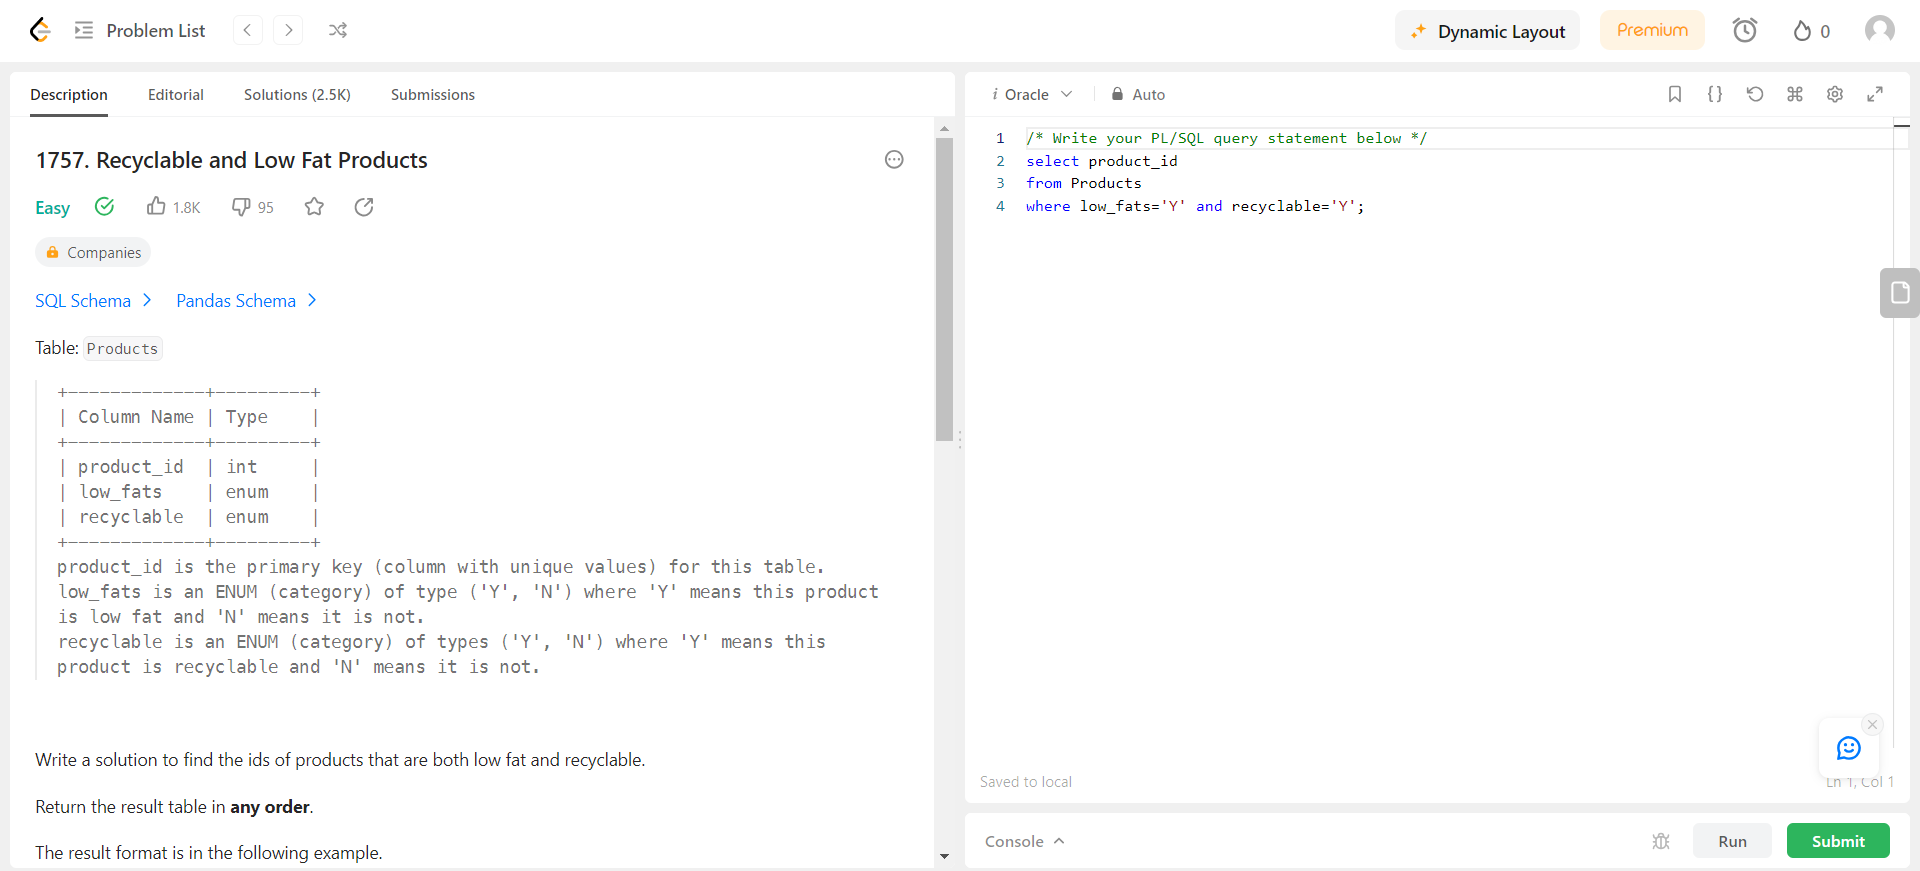 Problem List
Dynamic Layout
Premium
0
Description
Editorial
Solutions (2.5K)
Submissions
1757. Recyclable and Low Fat Products
Easy
1.8K
95
Companies
SQL Schema
Pandas Schema
Table: Products
+-------------+---------+
| Column Name | Type    |
+-------------+---------+
| product_id  | int     |
| low_fats    | enum    |
| recyclable  | enum    |
+-------------+---------+
product_id is the primary key (column with unique values) for this table.
low_fats is an ENUM (category) of type ('Y', 'N') where 'Y' means this product
is low fat and 'N' means it is not.
recyclable is an ENUM (category) of types ('Y', 'N') where 'Y' means this
product is recyclable and 'N' means it is not.
Write a solution to find the ids of products that are both low fat and recyclable.
Return the result table in any order.
The result format is in the following example.
i Oracle
Auto
1 /* Write your PL/SQL query statement below */
2 select product_id
3 from Products
4 where low_fats='Y' and recyclable='Y';
Saved to local
Ln 1, Col 1
Console
Run
Submit